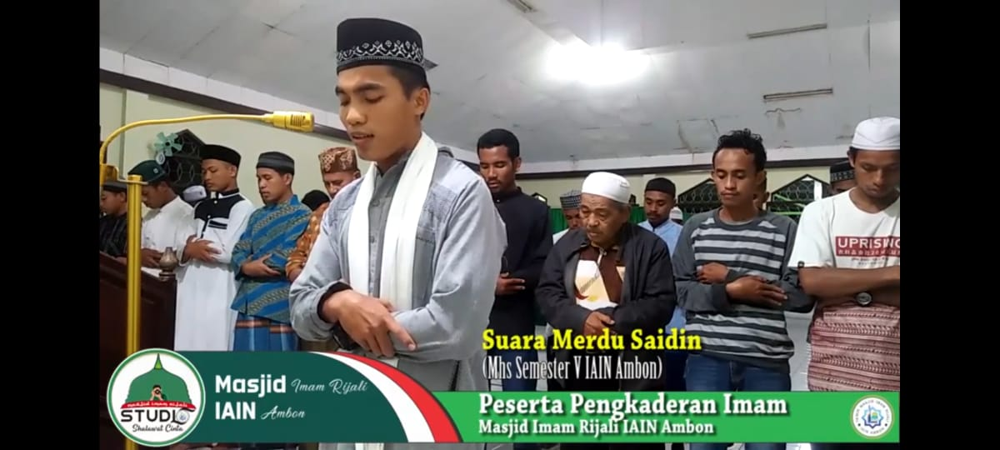 UPRISING
Suara Merdu Saidin
(Mhs Semester V IAIN Ambon)
Masjid Imam Rijali
IAIN Ambon
STUDIO
Shalawat Cinta
Peserta Pengkaderan Imam
Masjid Imam Rijali IAIN Ambon